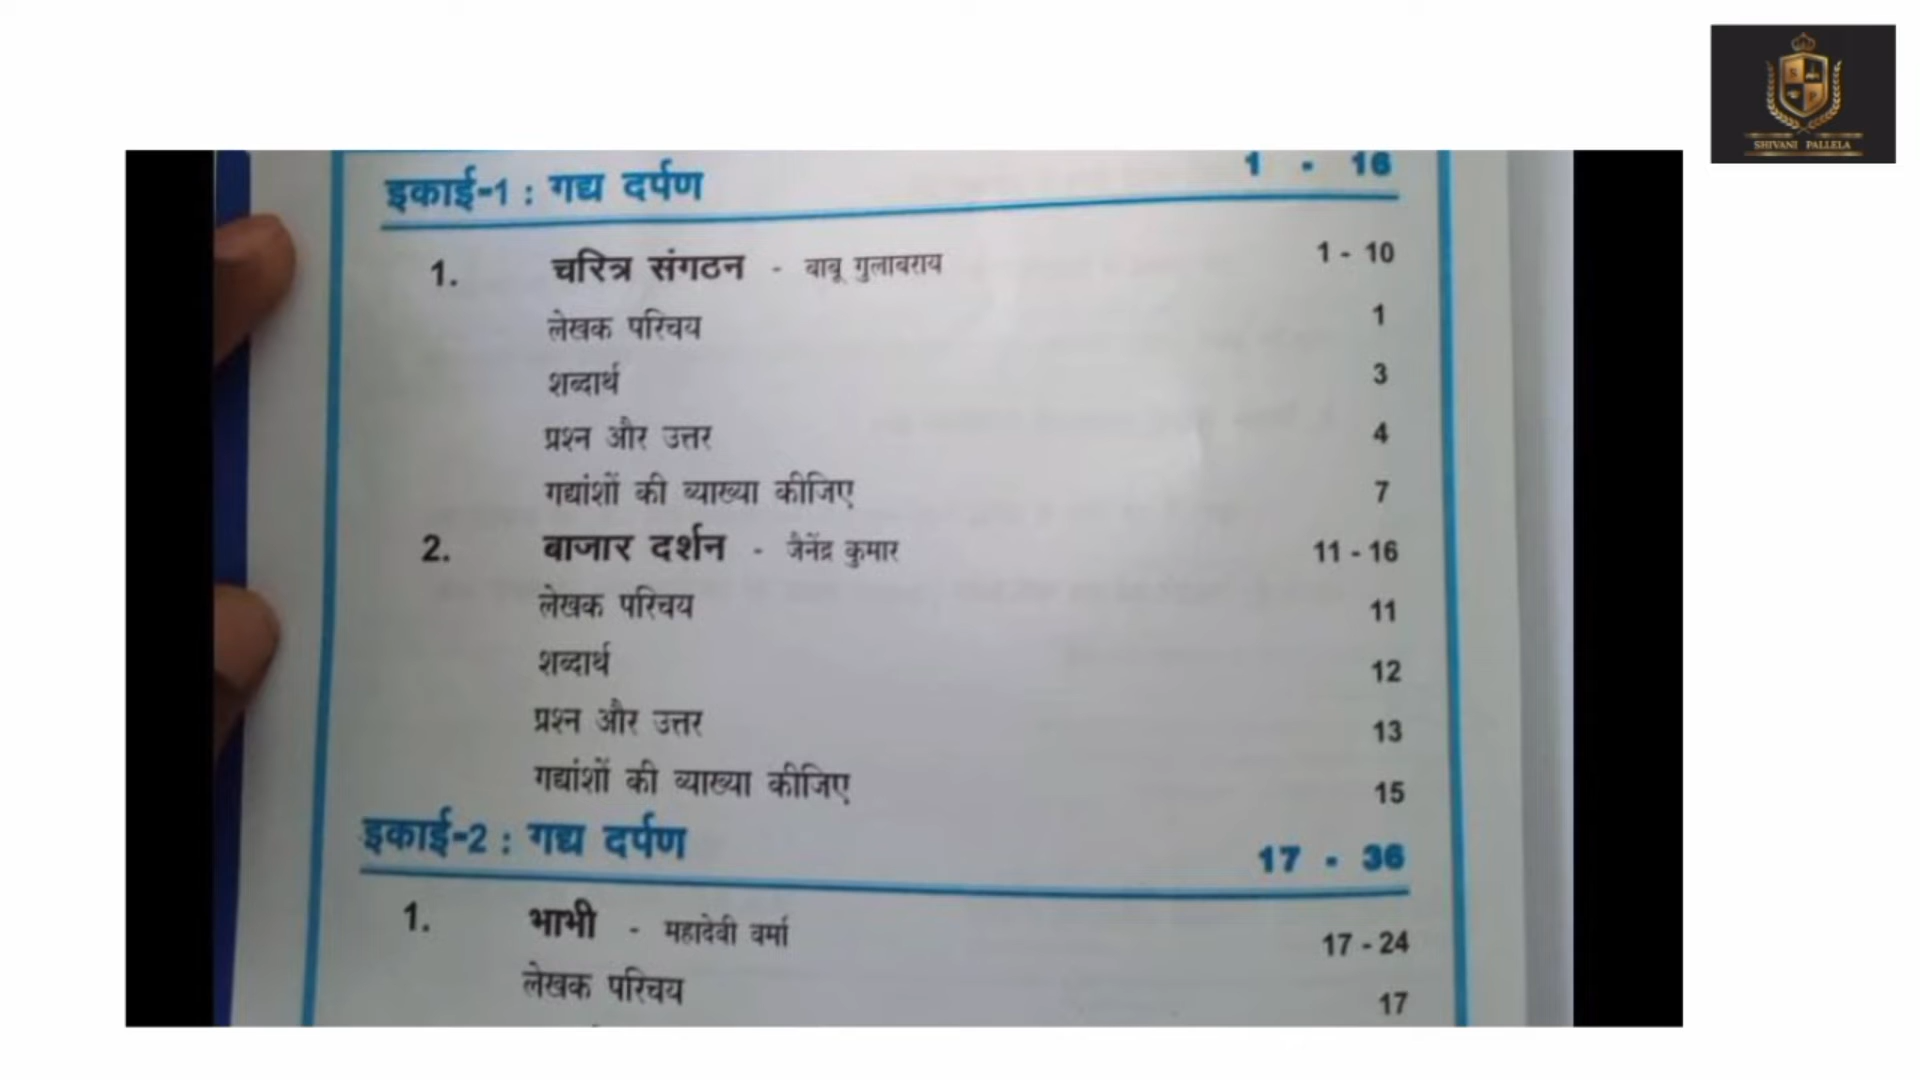 SHIVANI PALLELA
इकाई-1 : गद्य दर्पण 1 - 16
1. चरित्र संगठन - बाबू गुलाबराय 1 - 10
लेखक परिचय 1
शब्दार्थ 3
प्रश्न और उत्तर 4
गद्यांशों की व्याख्या कीजिए 7
2. बाजार दर्शन - जैनेंद्र कुमार 11 - 16
लेखक परिचय 11
शब्दार्थ 12
प्रश्न और उत्तर 13
गद्यांशों की व्याख्या कीजिए 15
इकाई-2 : गद्य दर्पण 17 - 36
1. भाभी - महादेवी वर्मा 17 - 24
लेखक परिचय 17